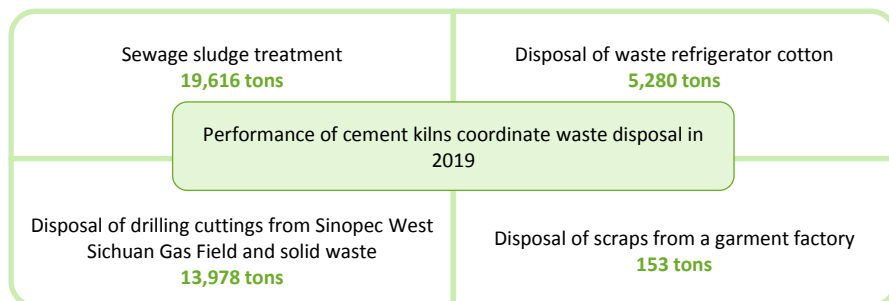 Sewage sludge treatment
19,616 tons
Disposal of waste refrigerator cotton
5,280 tons
Performance of cement kilns coordinate waste disposal in
2019
Disposal of drilling cuttings from Sinopec West
Sichuan Gas Field and solid waste
13,978 tons
Disposal of scraps from a garment factory
153 tons